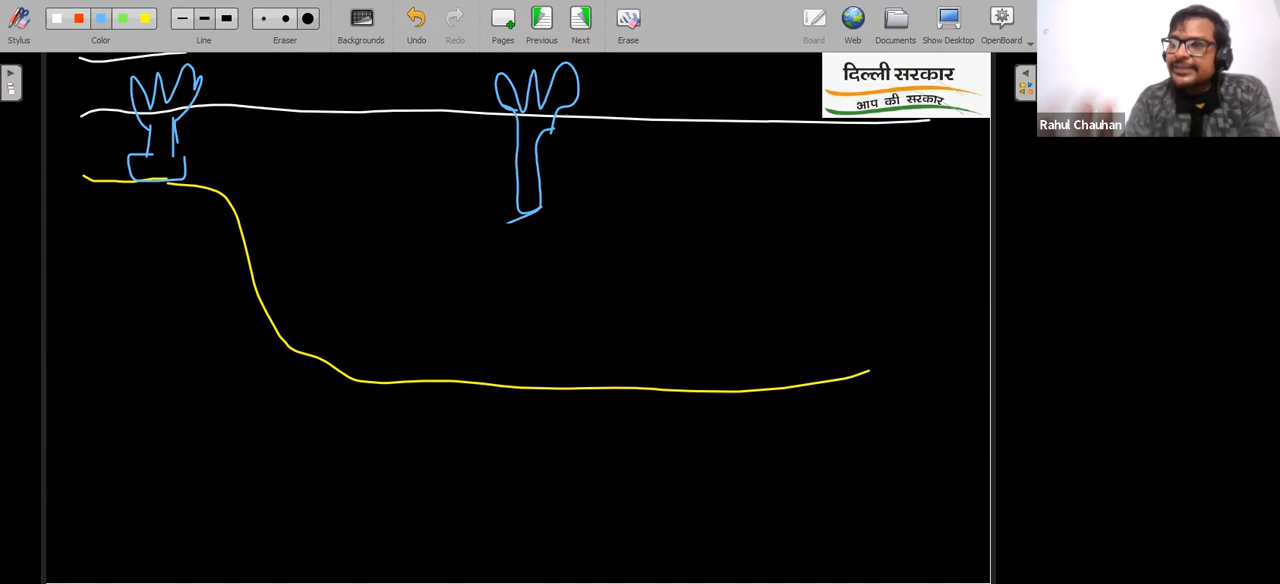 Stylus
Color
Line
Eraser
Backgrounds
Undo
Redo
Pages
Previous
Next
Erase
Board
Web
Documents
Show Desktop
OpenBoard
दिल्ली सरकार
आप की सरकार
Rahul Chauhan